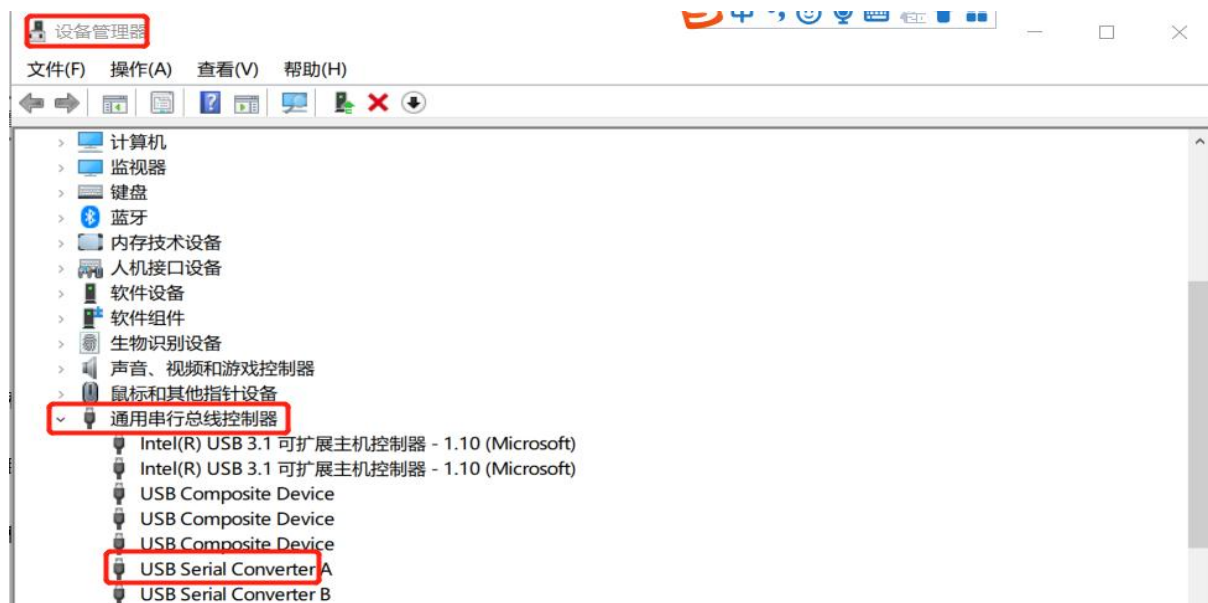 设备管理器
中
文件(F) 操作(A) 查看(V) 帮助(H)
计算机
监视器
键盘
蓝牙
内存技术设备
人机接口设备
软件设备
软件组件
生物识别设备
声音、视频和游戏控制器
鼠标和其他指针设备
通用串行总线控制器
Intel(R) USB 3.1 可扩展主机控制器 - 1.10 (Microsoft)
Intel(R) USB 3.1 可扩展主机控制器 - 1.10 (Microsoft)
USB Composite Device
USB Composite Device
USB Composite Device
USB Serial Converter A
USB Serial Converter B